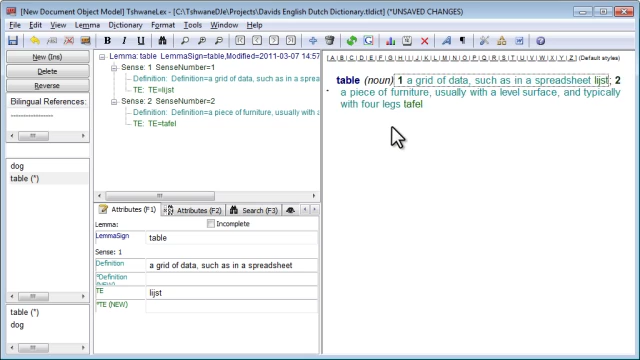 [New Document Object Model] TshwaneLex - [C:\TshwaneDJe\Projects\Davids English Dutch Dictionary.tldict] (*UNSAVED CHANGES)
File Edit View Lemma Dictionary Format Tools Window Help
New (Ins)
Delete
Reverse
Bilingual References:
dog
table (*)
table (*)
dog
Lemma: table LemmaSign=table,Modified=2011-03-07 14:57
Sense: 1 SenseNumber=1
Definition: Definition=a grid of data, such as in a sprea
TE: TE=lijst
Sense: 2 SenseNumber=2
Definition: Definition=a piece of furniture, usually with a
TE: TE=tafel
Attributes (F1) Attributes (F2) Search (F3)
Lemma: Incomplete
LemmaSign table
Sense: 1
Definition a grid of data, such as in a spreadsheet
*Definition (NEW)
TE lijst
*TE (NEW)
[A|B|C|D|E|F|G|H|I|J|K|L|M|N|O|P|Q|R|S|T|U|V|W|X|Y|Z] (Default styles)
table (noun) 1 a grid of data, such as in a spreadsheet lijst; 2
a piece of furniture, usually with a level surface, and typically
with four legs tafel